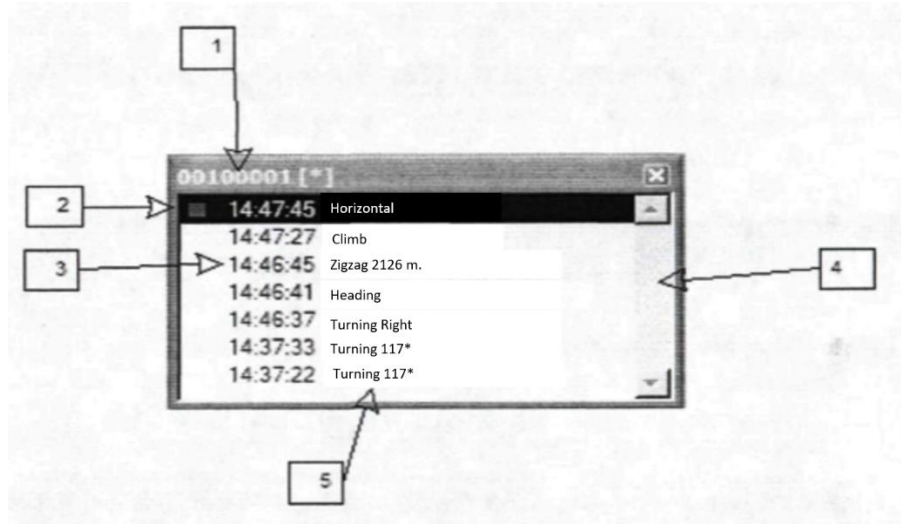 1
00100001 [*]
2
14:47:45 Horizontal
14:47:27 Climb
3
14:46:45 Zigzag 2126 m.
4
14:46:41 Heading
14:46:37 Turning Right
14:37:33 Turning 117*
14:37:22 Turning 117*
5